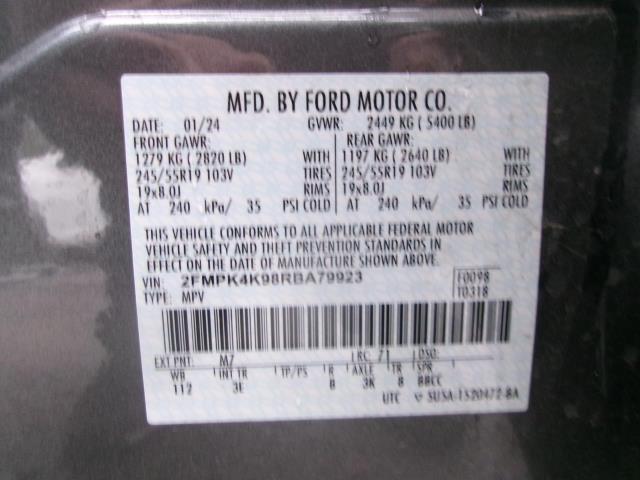 MFD. BY FORD MOTOR CO.
DATE: 01/24 GVWR: 2449 KG ( 5400 LB)
FRONT GAWR: REAR GAWR:
1279 KG ( 2820 LB) WITH 1197 KG ( 2640 LB) WITH
245/55R19 103V TIRES 245/55R19 103V TIRES
19x8.0J RIMS 19x8.0J RIMS
AT 240 kPa/ 35 PSI COLD AT 240 kPa/ 35 PSI COLD
THIS VEHICLE CONFORMS TO ALL APPLICABLE FEDERAL MOTOR
VEHICLE SAFETY AND THEFT PREVENTION STANDARDS IN
EFFECT ON THE DATE OF MANUFACTURE SHOWN ABOVE.
VIN: 2FMPK4K98RBA79923 F0098
TYPE: MPV T0318
EXT PNT: M7 RC: 71 DSO:
WB INT TR TP/PS R AXLE TR SPR
112 3E 8 3K 8 BBCC
UTC SU5A-1520472-BA